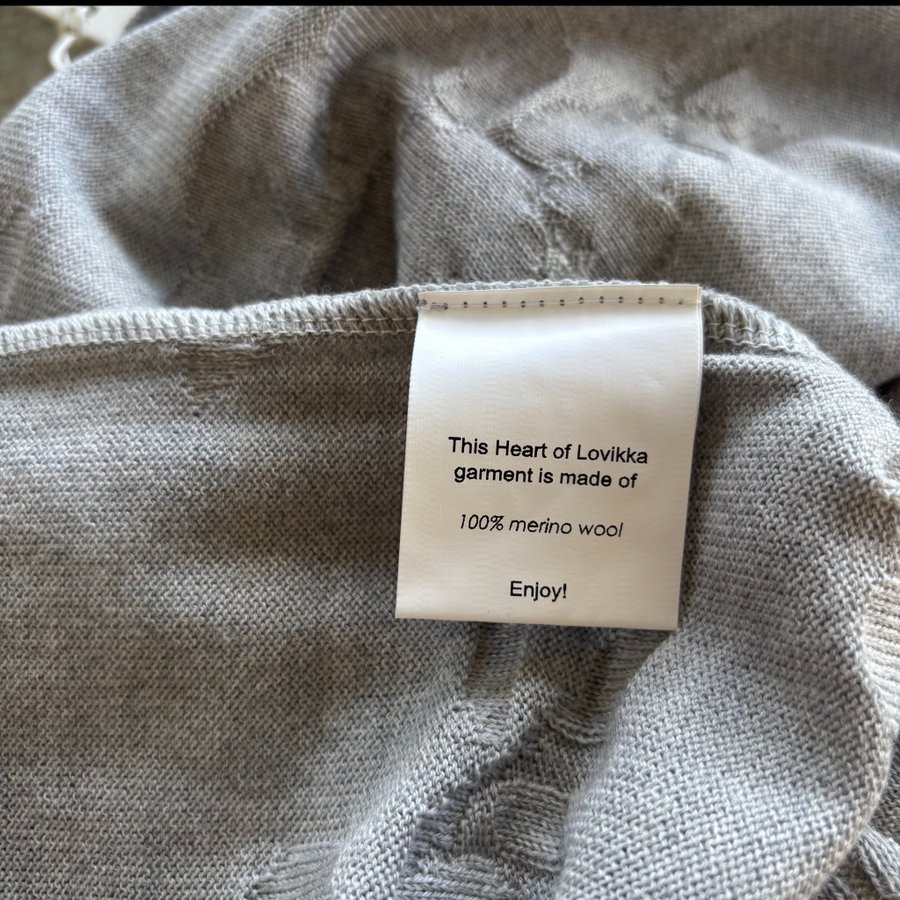 This Heart of Lovikka
garment is made of
100% merino wool
Enjoy!